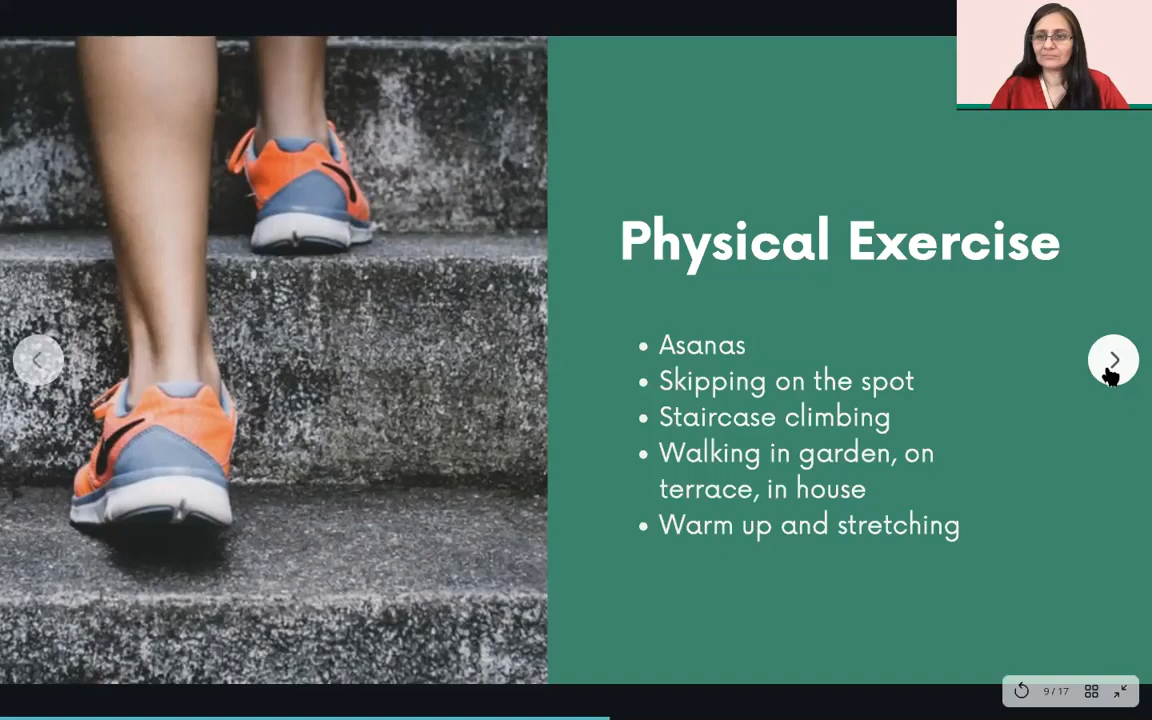 Physical Exercise
• Asanas
• Skipping on the spot
• Staircase climbing
• Walking in garden, on
terrace, in house
• Warm up and stretching
9 / 17